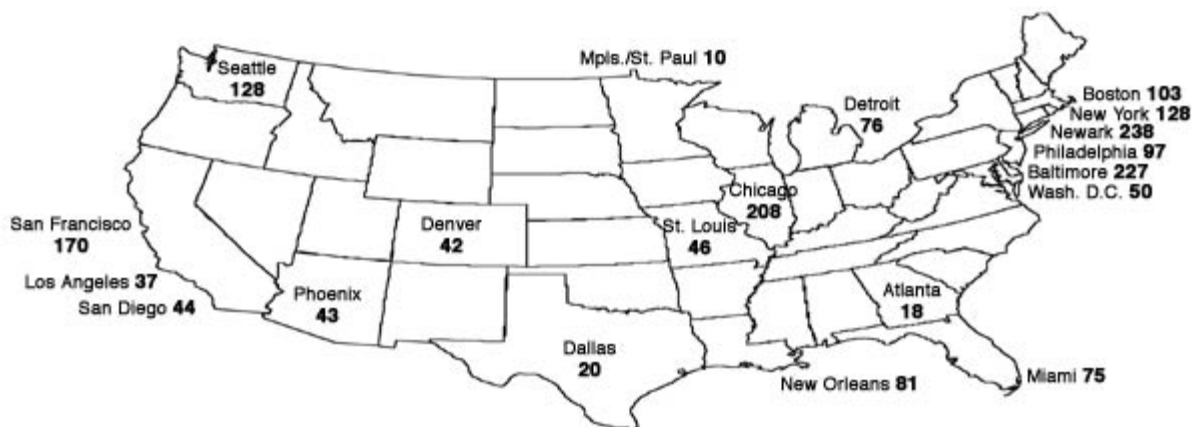 Mpls./St. Paul 10
Seattle
128
Detroit
76
Boston 103
New York 128
Newark 238
Philadelphia 97
Baltimore 227
Wash. D.C. 50
Chicago
208
San Francisco
170
Denver
42
St. Louis
46
Los Angeles 37
San Diego 44
Phoenix
43
Atlanta
18
Dallas
20
New Orleans 81
Miami 75